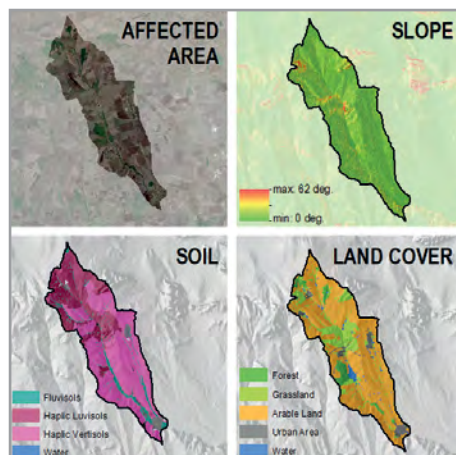 AFFECTED
AREA
SLOPE
max: 62 deg.
min: 0 deg.
SOIL
Fluvisols
Haplic Luvisols
Haplic Vertisols
Water
LAND COVER
Forest
Grassland
Arable Land
Urban Area
Water